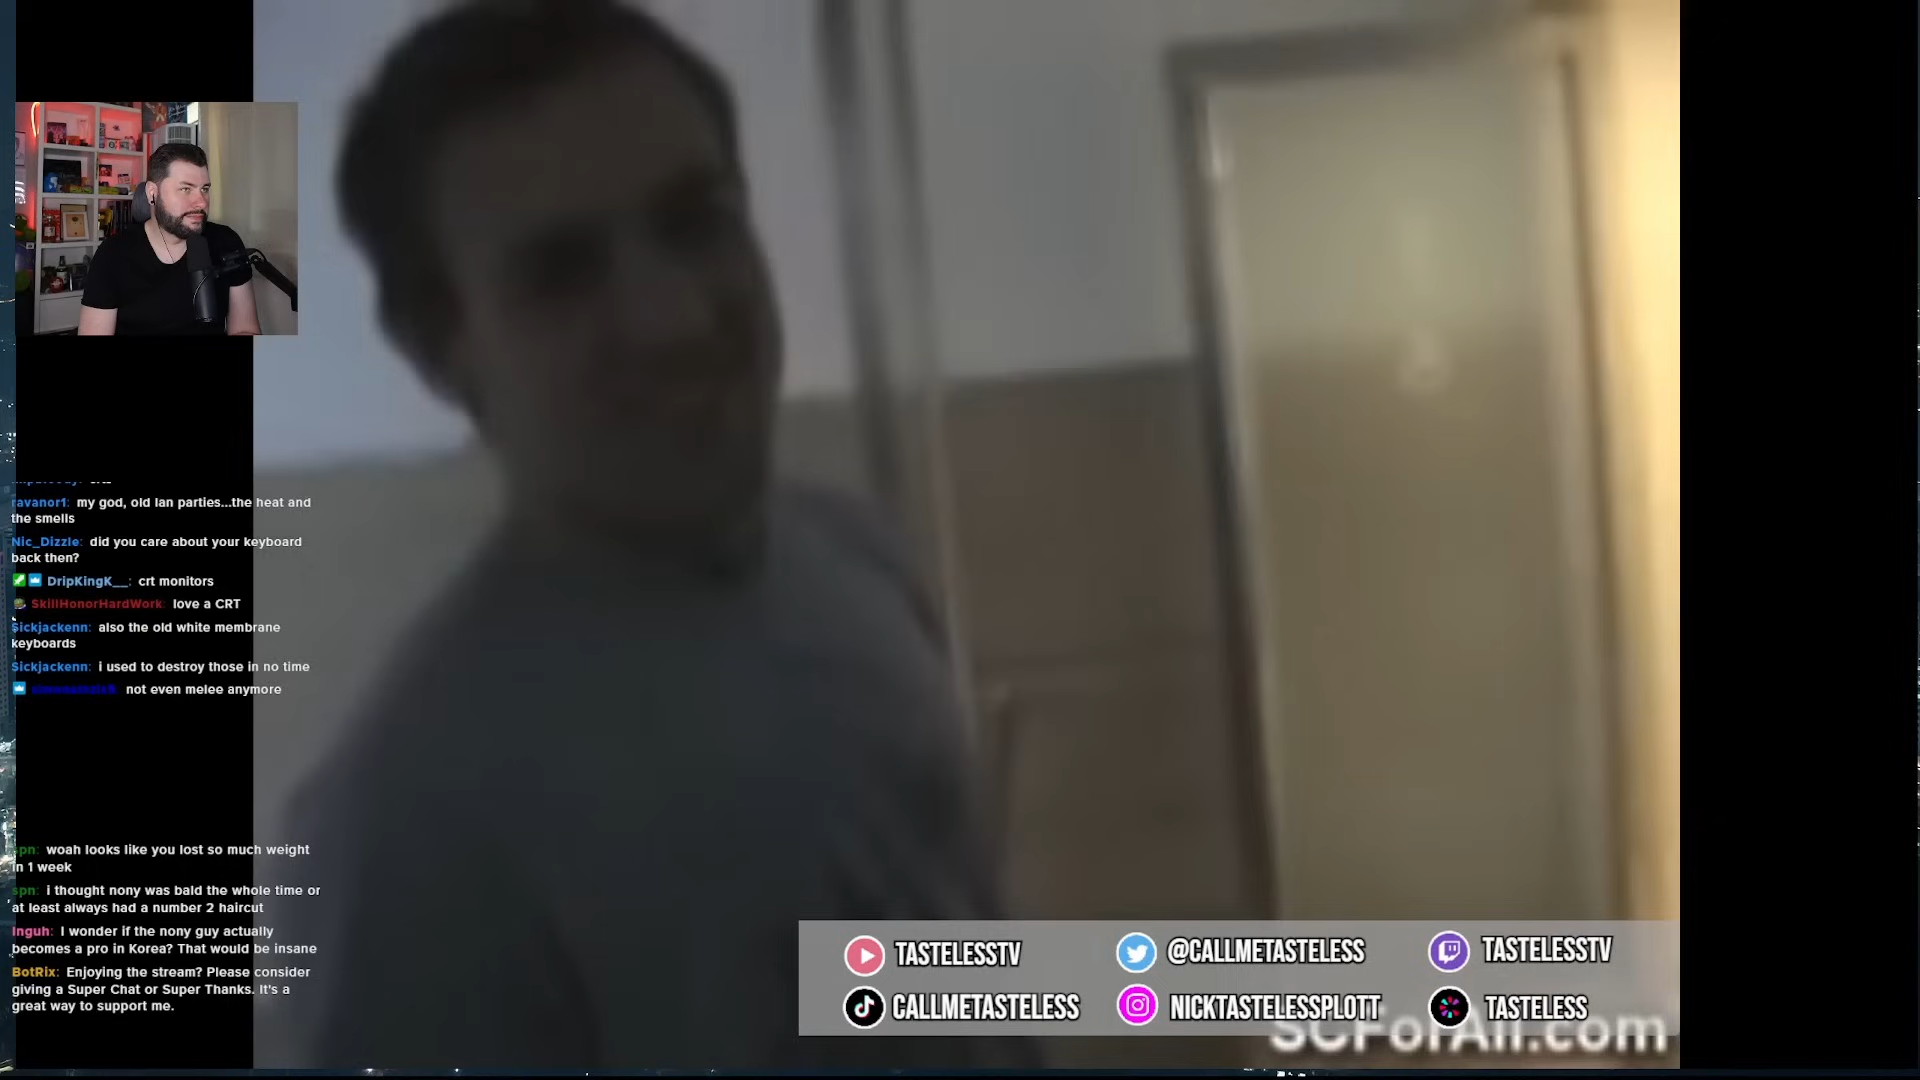 ravanor1: my god, old lan parties...the heat and
the smells
Nic_Dizzle: did you care about your keyboard
back then?
DripKingK__: crt monitors
SkillHonorHardWork: love a CRT
Sickjackenn: also the old white membrane
keyboards
Sickjackenn: i used to destroy those in no time
not even melee anymore
spn: woah looks like you lost so much weight
in 1 week
spn: i thought nony was bald the whole time or
at least always had a number 2 haircut
Inguh: I wonder if the nony guy actually
becomes a pro in Korea? That would be insane
BotRix: Enjoying the stream? Please consider
giving a Super Chat or Super Thanks. It's a
great way to support me.
TASTELESSTV
@CALLMETASTELESS
TASTELESSTV
CALLMETASTELESS
NICKTASTELESSPLOTT
TASTELESS
SCForAll.com